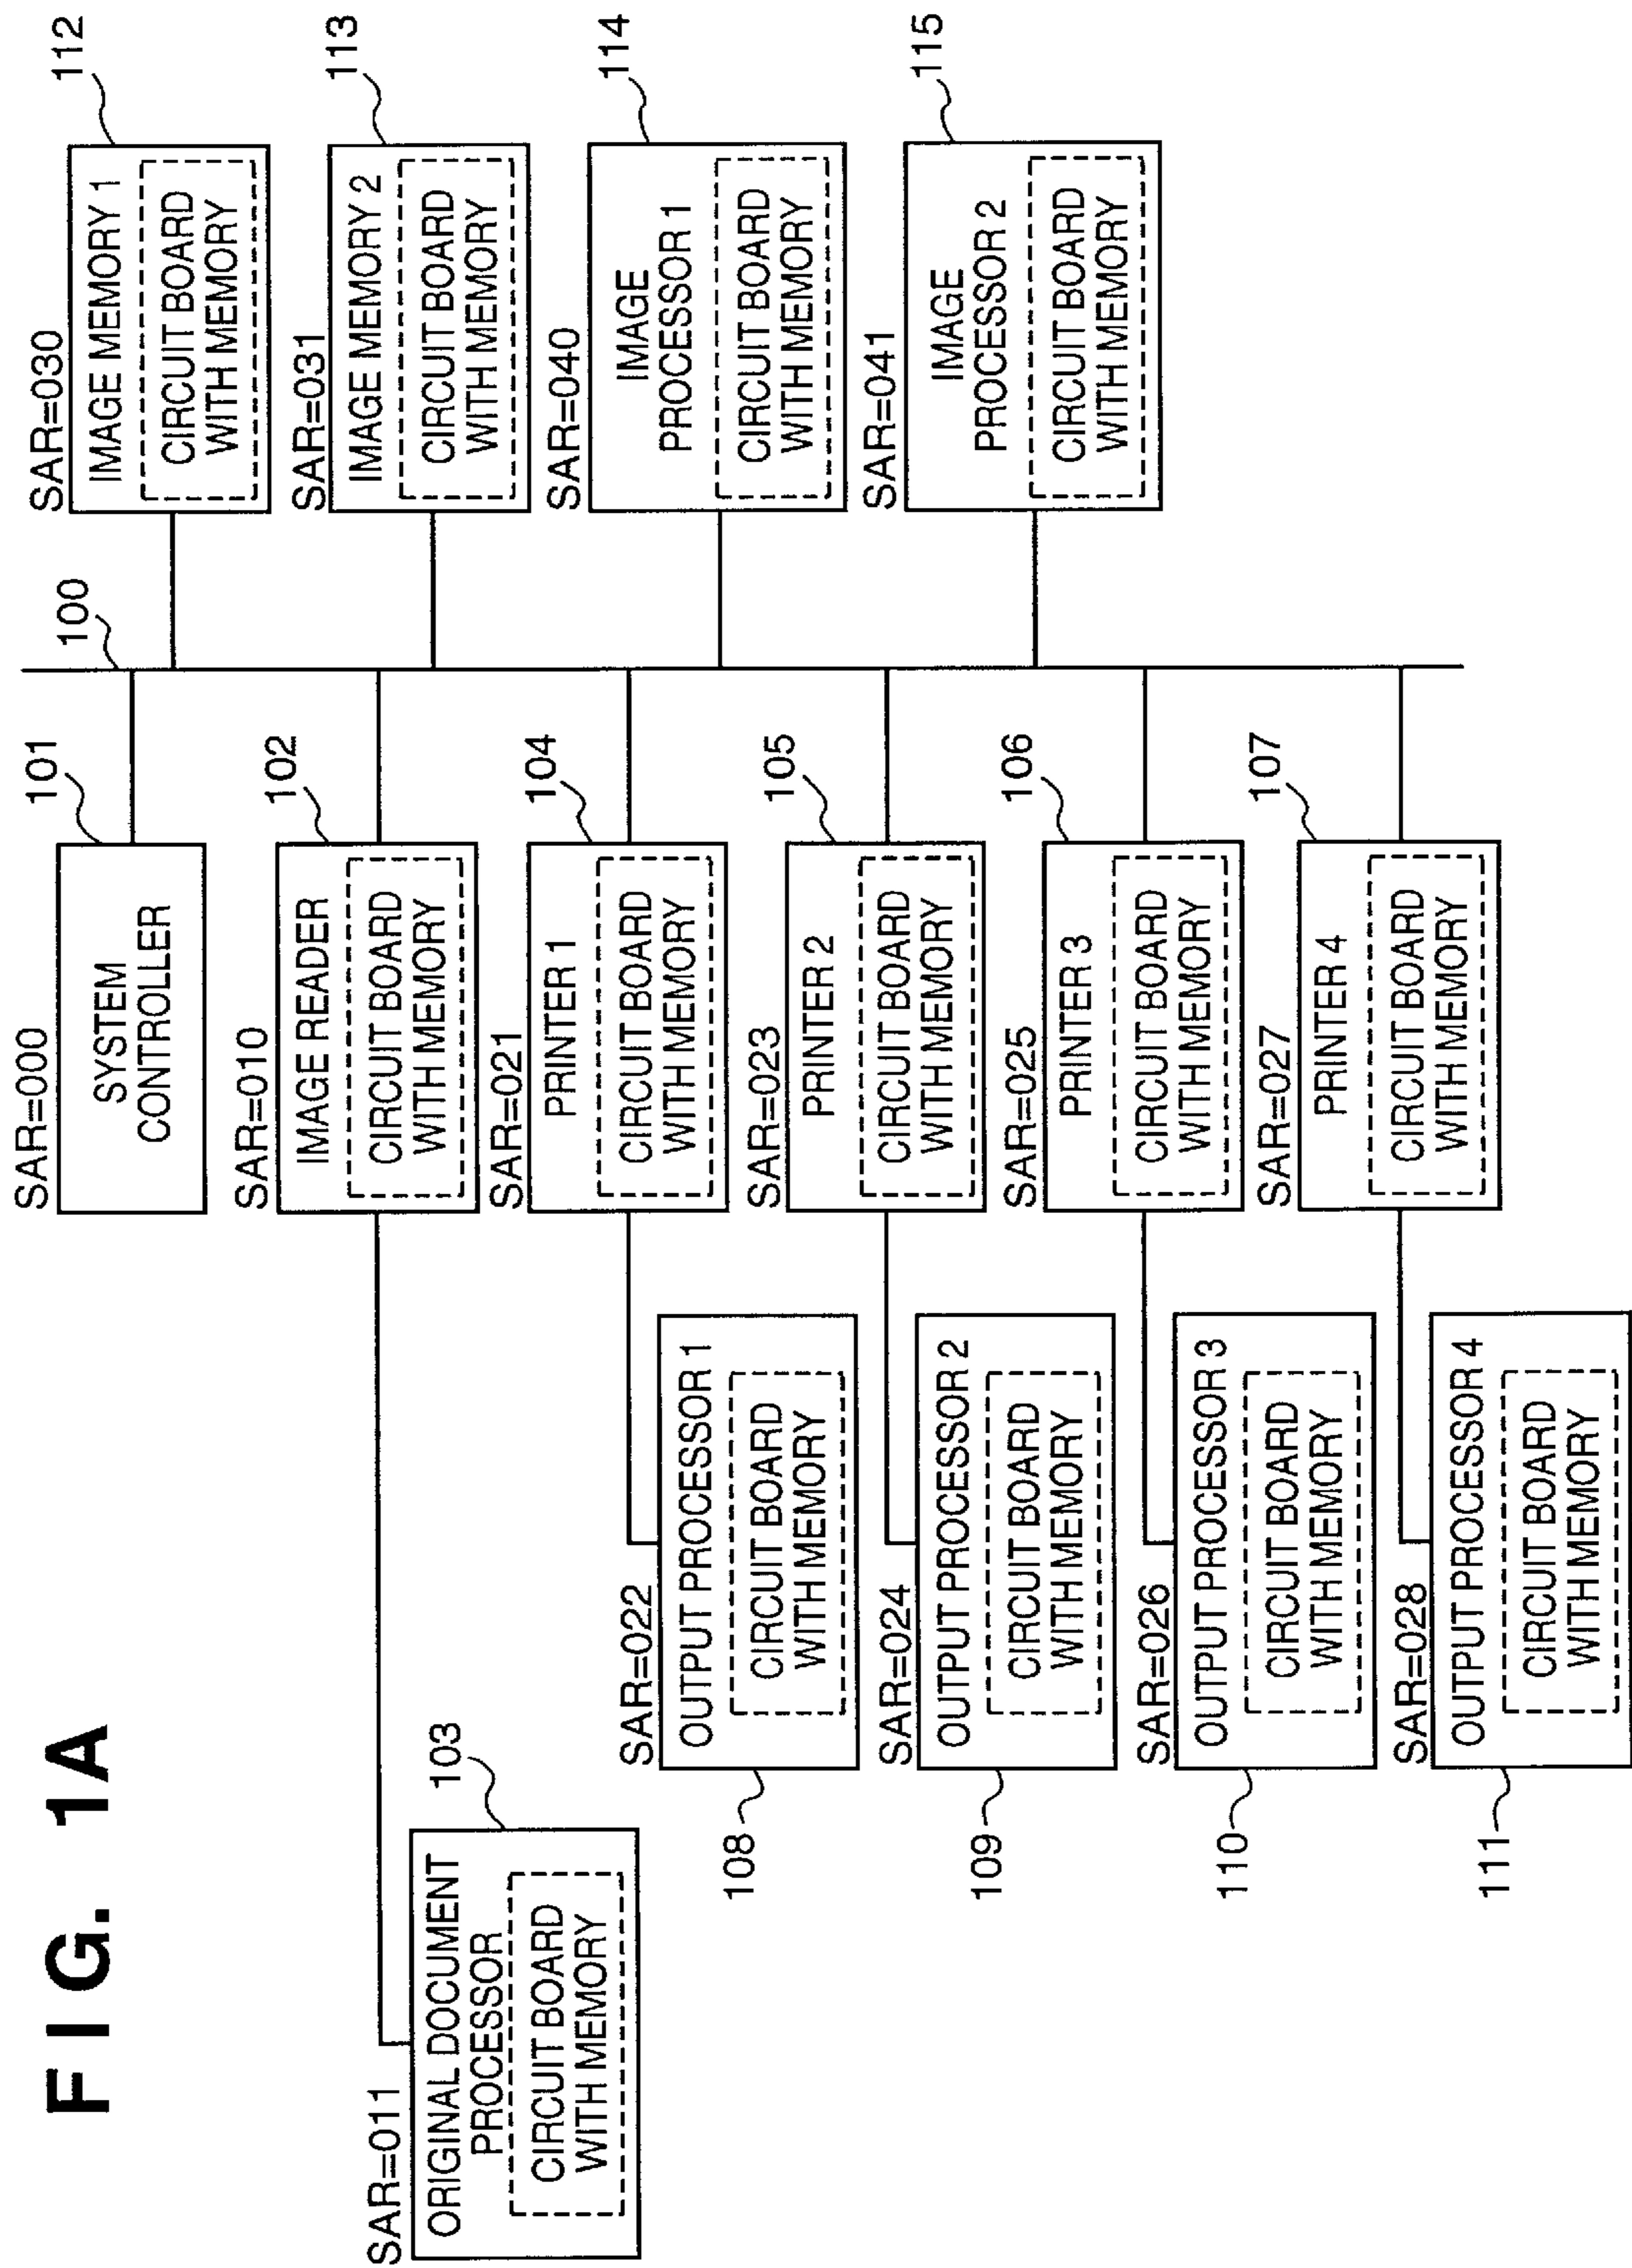 FIG. 1A
SAR=000
SYSTEM
CONTROLLER
101
100
SAR=010
IMAGE READER
CIRCUIT BOARD
WITH MEMORY
102
SAR=011
ORIGINAL DOCUMENT
PROCESSOR
CIRCUIT BOARD
WITH MEMORY
103
SAR=021
PRINTER 1
CIRCUIT BOARD
WITH MEMORY
104
SAR=023
PRINTER 2
CIRCUIT BOARD
WITH MEMORY
105
SAR=025
PRINTER 3
CIRCUIT BOARD
WITH MEMORY
106
SAR=027
PRINTER 4
CIRCUIT BOARD
WITH MEMORY
107
SAR=022
OUTPUT PROCESSOR 1
CIRCUIT BOARD
WITH MEMORY
108
SAR=024
OUTPUT PROCESSOR 2
CIRCUIT BOARD
WITH MEMORY
109
SAR=026
OUTPUT PROCESSOR 3
CIRCUIT BOARD
WITH MEMORY
110
SAR=028
OUTPUT PROCESSOR 4
CIRCUIT BOARD
WITH MEMORY
111
SAR=030
IMAGE MEMORY 1
CIRCUIT BOARD
WITH MEMORY
112
SAR=031
IMAGE MEMORY 2
CIRCUIT BOARD
WITH MEMORY
113
SAR=040
IMAGE
PROCESSOR 1
CIRCUIT BOARD
WITH MEMORY
114
SAR=041
IMAGE
PROCESSOR 2
CIRCUIT BOARD
WITH MEMORY
115